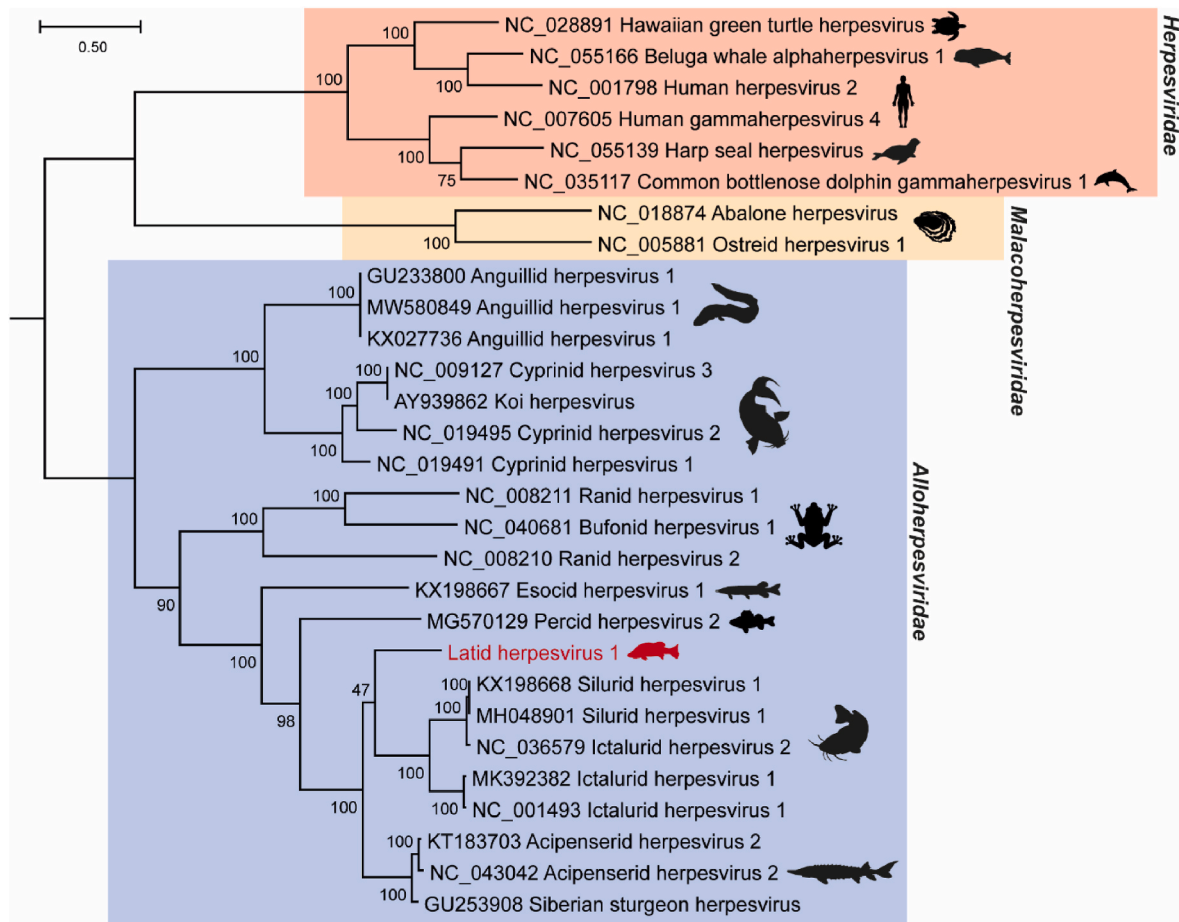 0.50
NC_028891 Hawaiian green turtle herpesvirus
100
NC_055166 Beluga whale alphaherpesvirus 1
100
100
NC_001798 Human herpesvirus 2
NC_007605 Human gammaherpesvirus 4
100
NC_055139 Harp seal herpesvirus
75
NC_035117 Common bottlenose dolphin gammaherpesvirus 1
Herpesviridae
NC_018874 Abalone herpesvirus
100
NC_005881 Ostreid herpesvirus 1
Malacoherpesviridae
GU233800 Anguillid herpesvirus 1
100
MW580849 Anguillid herpesvirus 1
KX027736 Anguillid herpesvirus 1
100
100
NC_009127 Cyprinid herpesvirus 3
100
AY939862 Koi herpesvirus
NC_019495 Cyprinid herpesvirus 2
100
NC_019491 Cyprinid herpesvirus 1
100
NC_008211 Ranid herpesvirus 1
100
NC_040681 Bufonid herpesvirus 1
NC_008210 Ranid herpesvirus 2
90
KX198667 Esocid herpesvirus 1
MG570129 Percid herpesvirus 2
100
Latid herpesvirus 1
47
100
KX198668 Silurid herpesvirus 1
100
MH048901 Silurid herpesvirus 1
98
NC_036579 Ictalurid herpesvirus 2
100
MK392382 Ictalurid herpesvirus 1
100
100
NC_001493 Ictalurid herpesvirus 1
100
KT183703 Acipenserid herpesvirus 2
NC_043042 Acipenserid herpesvirus 2
100
GU253908 Siberian sturgeon herpesvirus
Alloherpesviridae